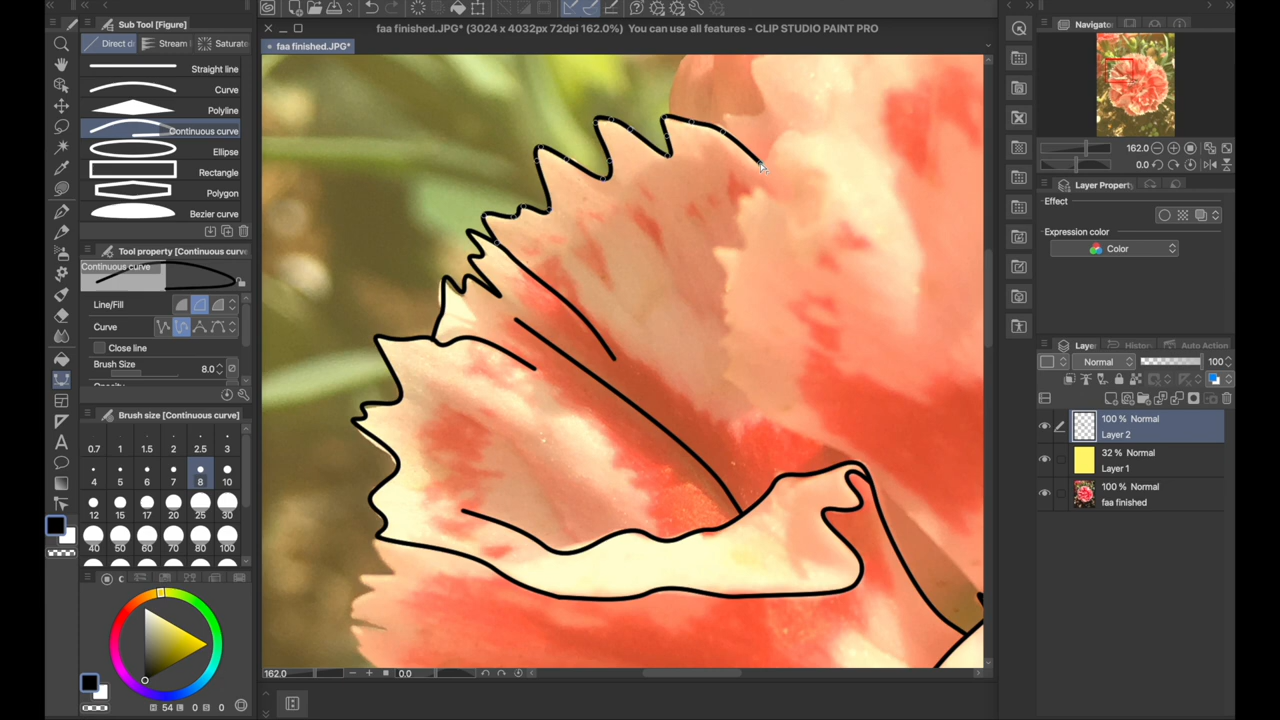 faa finished.JPG* (3024 x 4032px 72dpi 162.0%)  You can use all features - CLIP STUDIO PAINT PRO
faa finished.JPG*
Sub Tool [Figure]
Direct d
Stream
Saturate
Straight line
Curve
Polyline
Continuous curve
Ellipse
Rectangle
Polygon
Bezier curve
Tool property [Continuous curve
Continuous curve
Line/Fill
Curve
Close line
Brush Size 8.0
Brush size [Continuous curve]
0.7 1 1.5 2 2.5 3
4 5 6 7 8 10
12 15 17 20 25 30
40 50 60 70 80 100
C
H 54 L 0 S 0
162.0 0.0
Navigator
162.0
0.0
Layer Property
Effect
Expression color
Color
Layer Histor Auto Action
Normal 100
100 % Normal
Layer 2
32 % Normal
Layer 1
100 % Normal
faa finished